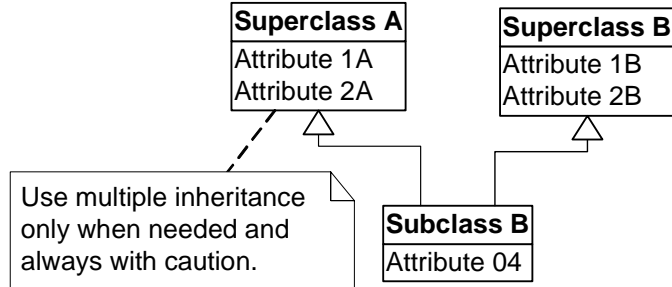 Superclass A
Attribute 1A
Attribute 2A
Superclass B
Attribute 1B
Attribute 2B
Use multiple inheritance
only when needed and
always with caution.
Subclass B
Attribute 04